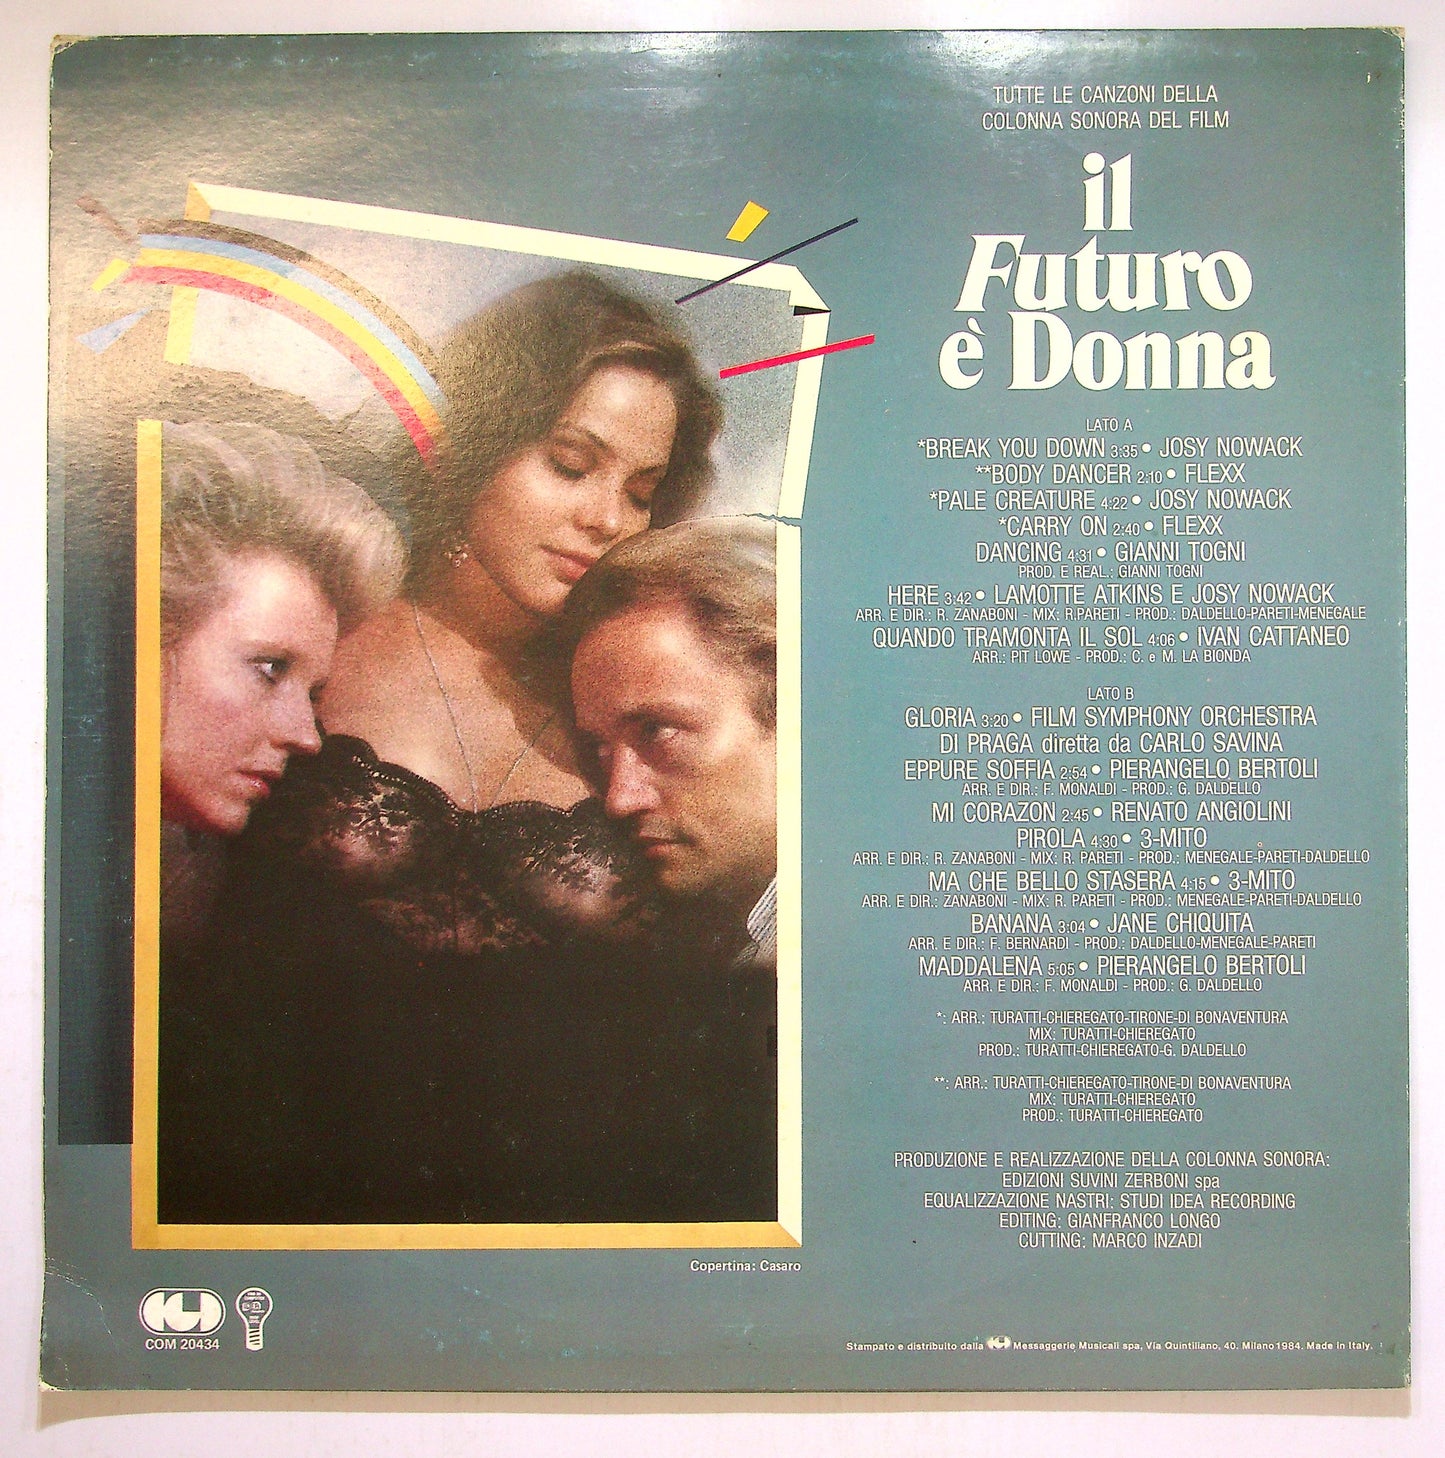 TUTTE LE CANZONI DELLA
COLONNA SONORA DEL FILM
il
Futuro
è Donna
LATO A
*BREAK YOU DOWN 3:35 • JOSY NOWACK
**BODY DANCER 2:10 • FLEXX
*PALE CREATURE 4:22 • JOSY NOWACK
*CARRY ON 2:40 • FLEXX
DANCING 4:31 • GIANNI TOGNI
PROD. E REAL.: GIANNI TOGNI
HERE 3:42 • LAMOTTE ATKINS E JOSY NOWACK
ARR. E DIR.: R. ZANABONI - MIX: R.PARETI - PROD.: DALDELLO-PARETI-MENEGALE
QUANDO TRAMONTA IL SOL 4:06 • IVAN CATTANEO
ARR.: PIT LOWE - PROD.: C. e M. LA BIONDA
LATO B
GLORIA 3:20 • FILM SYMPHONY ORCHESTRA
DI PRAGA diretta da CARLO SAVINA
EPPURE SOFFIA 2:54 • PIERANGELO BERTOLI
ARR. E DIR.: F. MONALDI - PROD.: G. DALDELLO
MI CORAZON 2:45 • RENATO ANGIOLINI
PIROLA 4:30 • 3-MITO
ARR. E DIR.: R. ZANABONI - MIX: R. PARETI - PROD.: MENEGALE-PARETI-DALDELLO
MA CHE BELLO STASERA 4:15 • 3-MITO
ARR. E DIR.: ZANABONI - MIX: R. PARETI - PROD.: MENEGALE-PARETI-DALDELLO
BANANA 3:04 • JANE CHIQUITA
ARR. E DIR.: F. BERNARDI - PROD.: DALDELLO-MENEGALE-PARETI
MADDALENA 5:05 • PIERANGELO BERTOLI
ARR. E DIR.: F. MONALDI - PROD.: G. DALDELLO
*: ARR.: TURATTI-CHIEREGATO-TIRONE-DI BONAVENTURA
MIX: TURATTI-CHIEREGATO
PROD.: TURATTI-CHIEREGATO-G. DALDELLO
**: ARR.: TURATTI-CHIEREGATO-TIRONE-DI BONAVENTURA
MIX: TURATTI-CHIEREGATO
PROD.: TURATTI-CHIEREGATO
PRODUZIONE E REALIZZAZIONE DELLA COLONNA SONORA:
EDIZIONI SUVINI ZERBONI spa
EQUALIZZAZIONE NASTRI: STUDI IDEA RECORDING
EDITING: GIANFRANCO LONGO
CUTTING: MARCO INZADI
Copertina: Casaro
COM 20434
Stampato e distribuito dalla CGD Messaggerie Musicali spa, Via Quintiliano, 40. Milano 1984. Made in Italy.